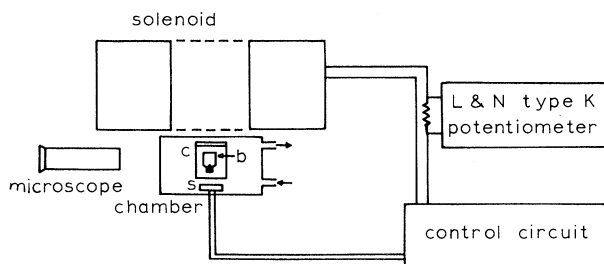 solenoid
L & N type K
potentiometer
c
b
microscope
s
chamber
control circuit